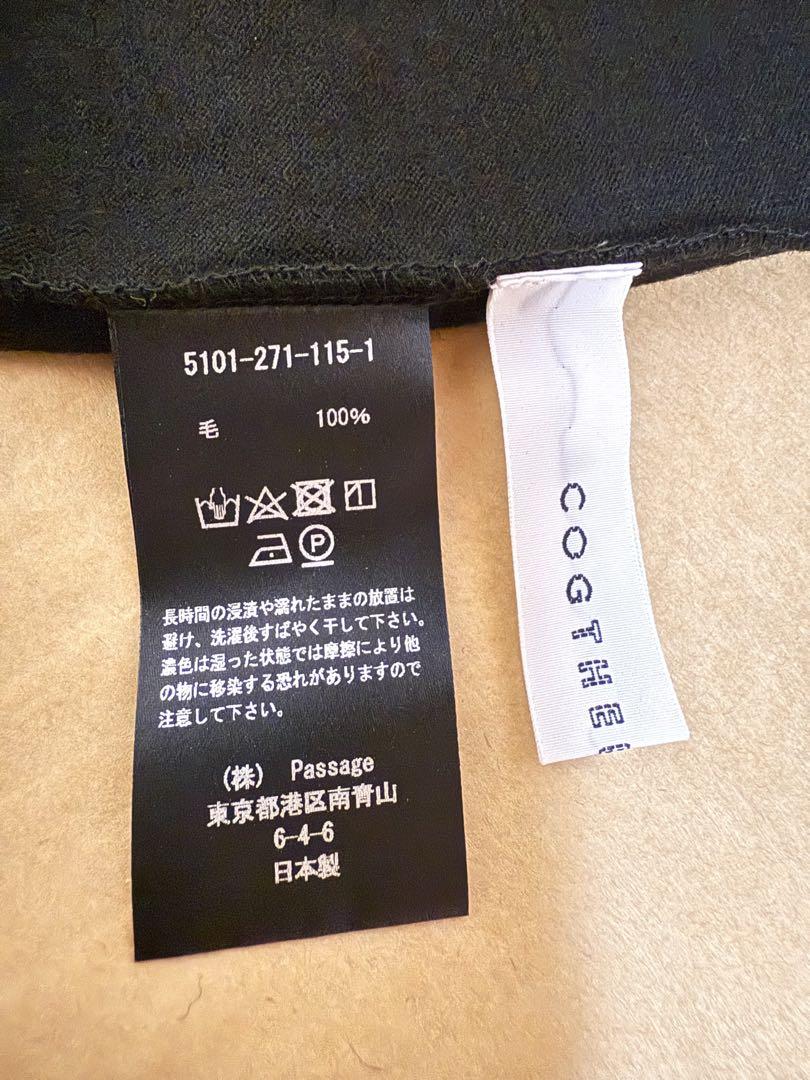 5101-271-115-1
毛 100%
P
長時間の浸漬や濡れたままの放置は
避け、洗濯後すばやく干して下さい。
濃色は湿った状態では摩擦により他
の物に移染する恐れがありますので
注意して下さい。
(株) Passage
東京都港区南青山
6-4-6
日本製
COGTHE